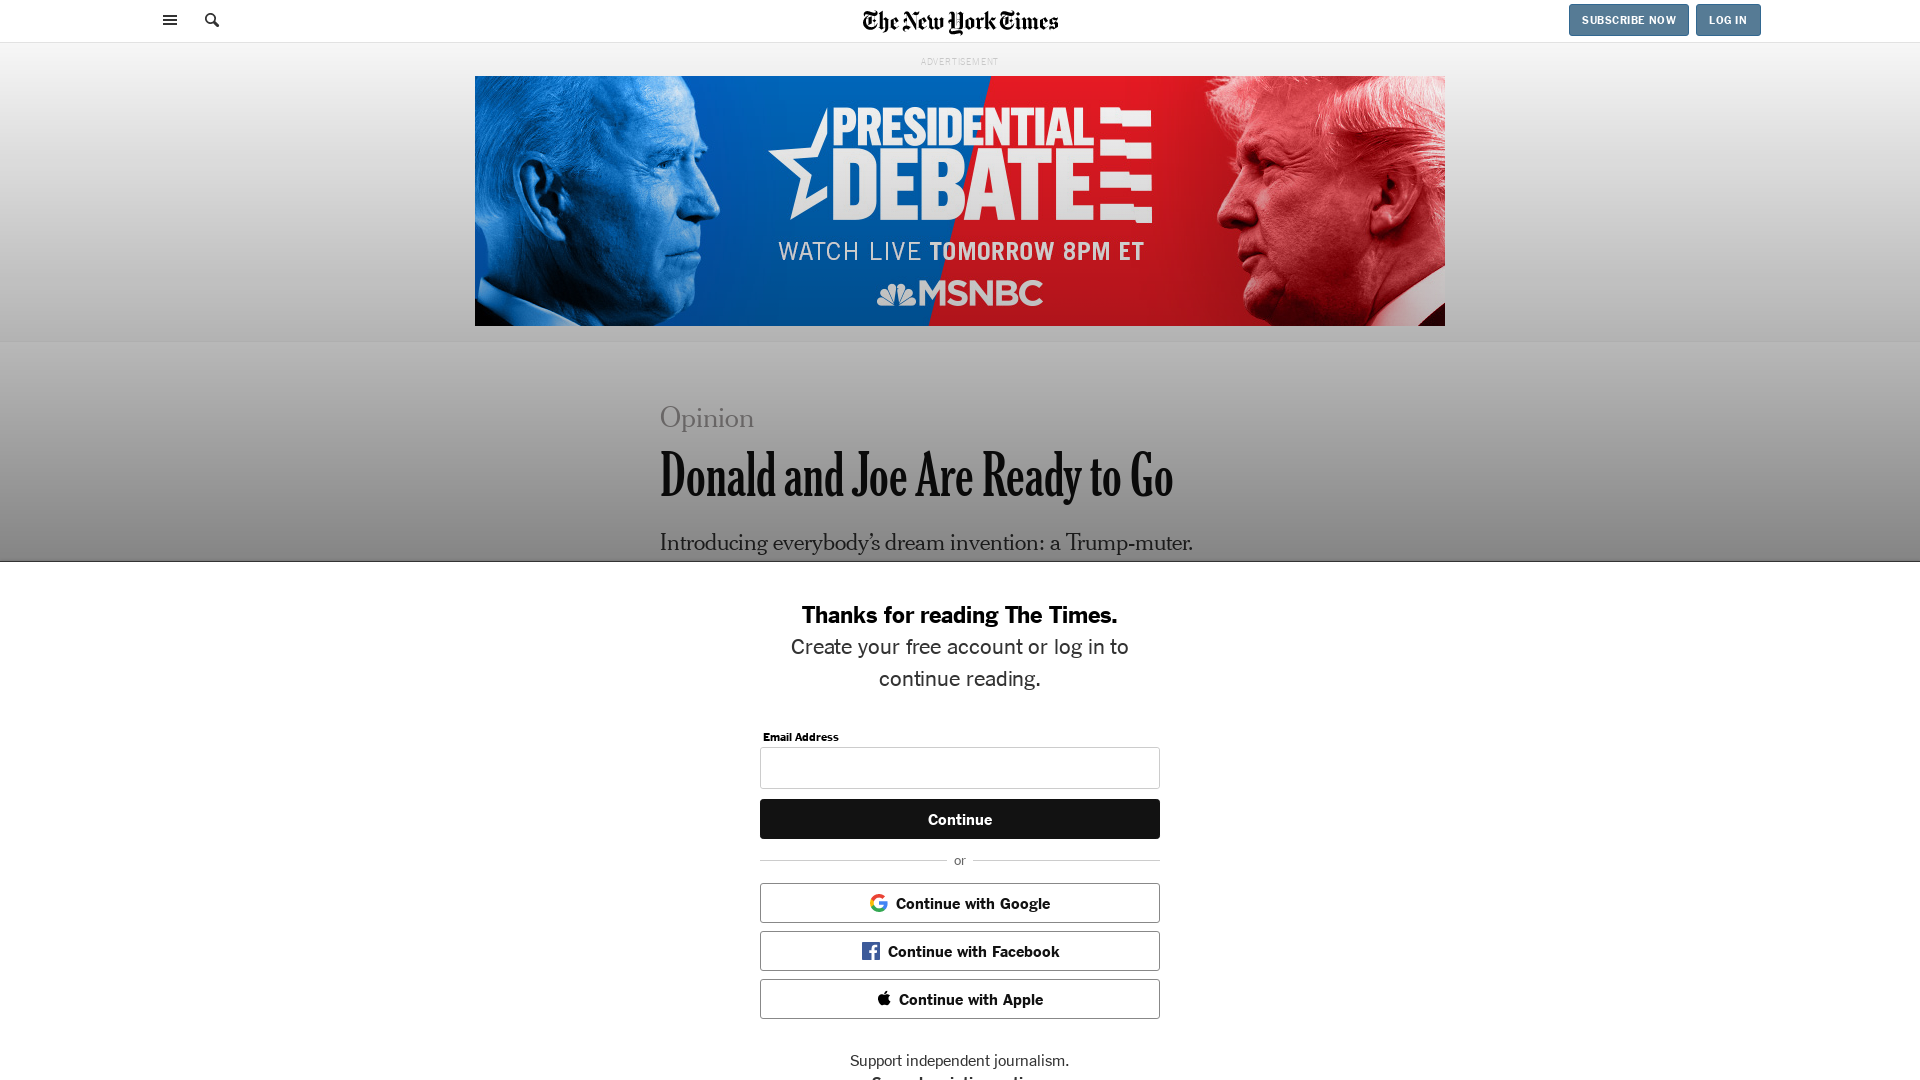 The New York Times
SUBSCRIBE NOW
LOG IN
ADVERTISEMENT
PRESIDENTIAL
DEBATE
WATCH LIVE TOMORROW 8PM ET
MSNBC
Opinion
Donald and Joe Are Ready to Go
Introducing everybody’s dream invention: a Trump-muter.
Thanks for reading The Times.
Create your free account or log in to
continue reading.
Email Address
Continue
or
Continue with Google
Continue with Facebook
Continue with Apple
Support independent journalism.